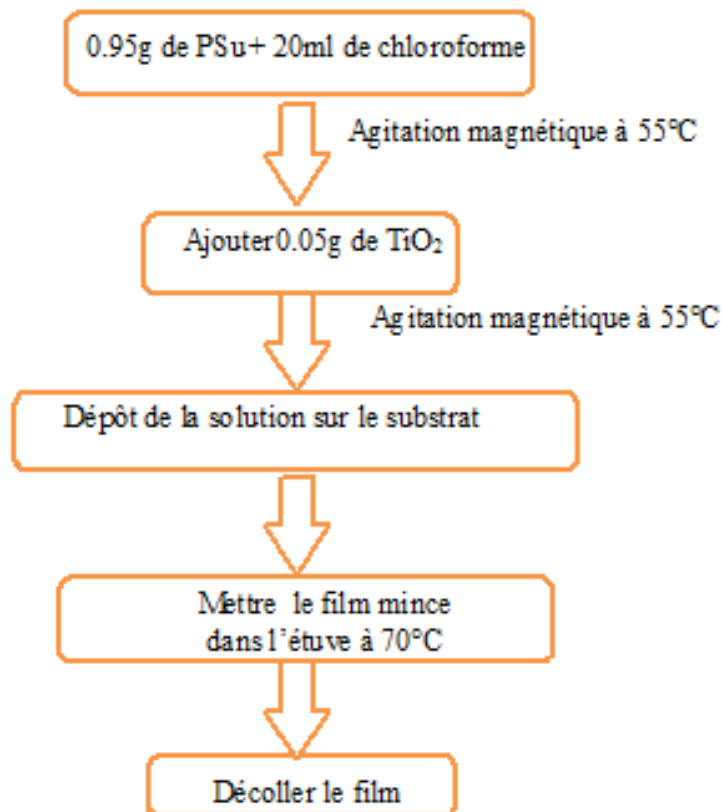 0.95g de PSu+ 20ml de chloroforme
Agitation magnétique à 55°C
Ajouter0.05g de TiO₂
Agitation magnétique à 55°C
Dépôt de la solution sur le substrat
Mettre le film mince
dans l’étuve à 70°C
Décoller le film